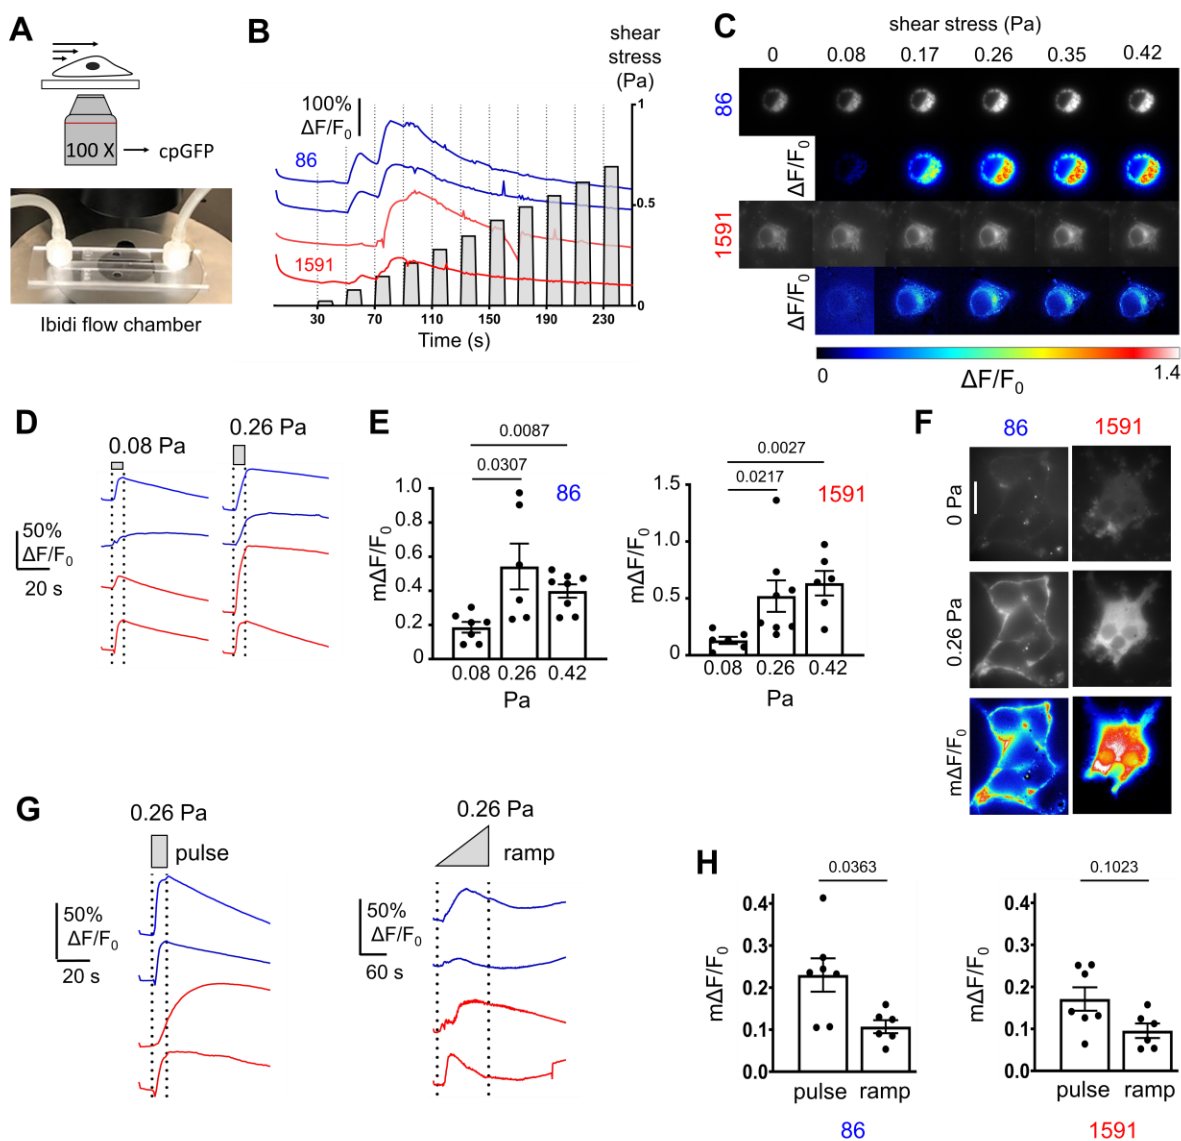 A
100 X
cpGFP
Ibidi flow chamber
B
shear
stress
(Pa)
100%
ΔF/F0
86
1591
1
0.5
0
30
70
110
150
190
230
Time (s)
C
shear stress (Pa)
0
0.08
0.17
0.26
0.35
0.42
86
ΔF/F0
1591
ΔF/F0
0
1.4
ΔF/F0
D
0.08 Pa
0.26 Pa
50%
ΔF/F0
20 s
E
0.0087
0.0307
86
1.0
0.8
0.6
0.4
0.2
0
mΔF/F0
0.08
0.26
0.42
Pa
0.0027
0.0217
1591
1.5
1.0
0.5
0
mΔF/F0
0.08
0.26
0.42
Pa
F
86
1591
0 Pa
0.26 Pa
mΔF/F0
G
0.26 Pa
pulse
50%
ΔF/F0
20 s
0.26 Pa
ramp
50%
ΔF/F0
60 s
H
0.0363
0.4
0.3
0.2
0.1
0.0
mΔF/F0
pulse
ramp
86
0.1023
0.4
0.3
0.2
0.1
0.0
mΔF/F0
pulse
ramp
1591